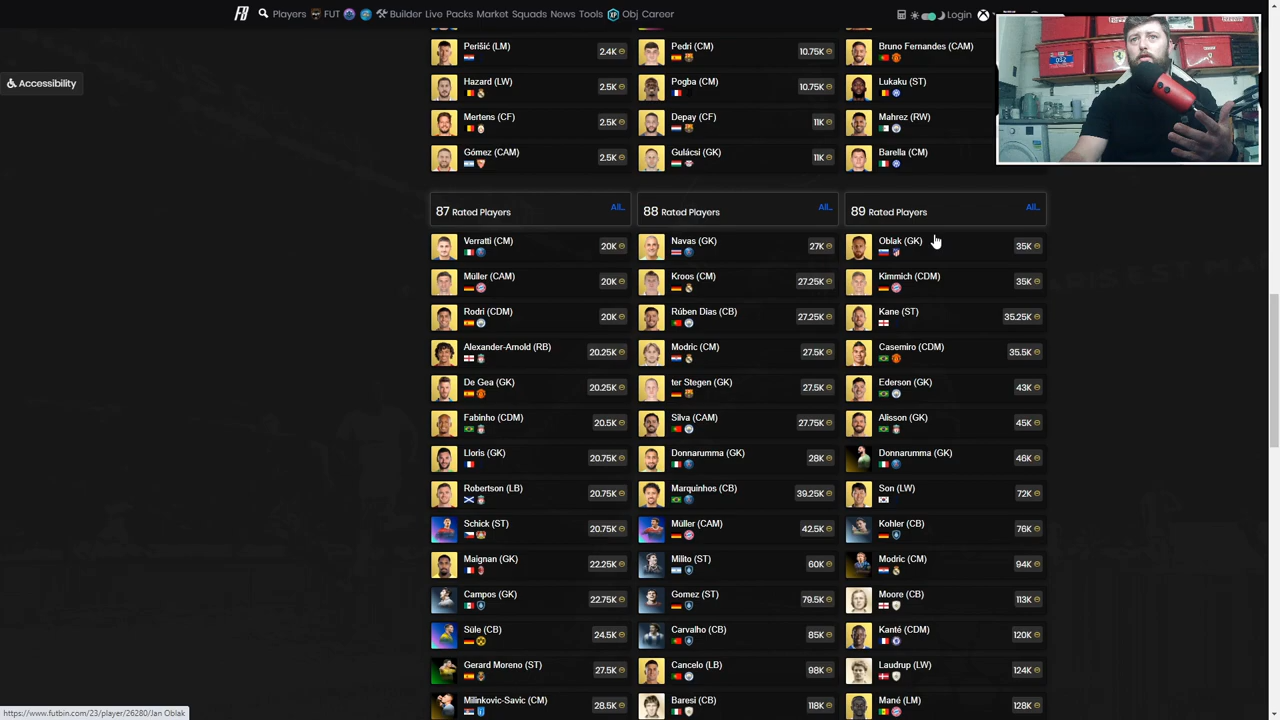 F8 Players FUT Builder Live Packs Market Squads News Tools Obj Career Login
Accessibility
Perišić (LM) 2.4K
Hazard (LW) 2.5K
Mertens (CF) 2.5K
Gómez (CAM) 2.5K
Pedri (CM) 10.75K
Pogba (CM) 10.75K
Depay (CF) 11K
Gulácsi (GK) 11K
Bruno Fernandes (CAM)
Lukaku (ST)
Mahrez (RW)
Barella (CM)
87 Rated Players All..
Verratti (CM) 20K
Müller (CAM) 20K
Rodri (CDM) 20K
Alexander-Arnold (RB) 20.25K
De Gea (GK) 20.25K
Fabinho (CDM) 20.5K
Lloris (GK) 20.75K
Robertson (LB) 20.75K
Schick (ST) 20.75K
Maignan (GK) 22.5K
Campos (GK) 22.75K
Süle (CB) 24.5K
Gerard Moreno (ST) 27.5K
Milinkovic-Savic (CM)
88 Rated Players All..
Navas (GK) 27K
Kroos (CM) 27.25K
Rúben Dias (CB) 27.25K
Modric (CM) 27.5K
ter Stegen (GK) 27.5K
Silva (CAM) 27.75K
Donnarumma (GK) 28K
Marquinhos (CB) 39.25K
Müller (CAM) 42.5K
Milito (ST) 60K
Gomez (ST) 79.5K
Carvalho (CB) 85K
Cancelo (LB) 98K
Baresi (CB)
89 Rated Players All..
Oblak (GK) 35K
Kimmich (CDM) 35K
Kane (ST) 35.25K
Casemiro (CDM) 35.5K
Ederson (GK) 43K
Alisson (GK) 45K
Donnarumma (GK) 46K
Son (LW) 72K
Kohler (CB) 76K
Modric (CM) 94K
Moore (CB) 113K
Kanté (CDM) 120K
Laudrup (LW) 124K
Mané (LM) 128K
https://www.futbin.com/23/player/26280/Jan Oblak